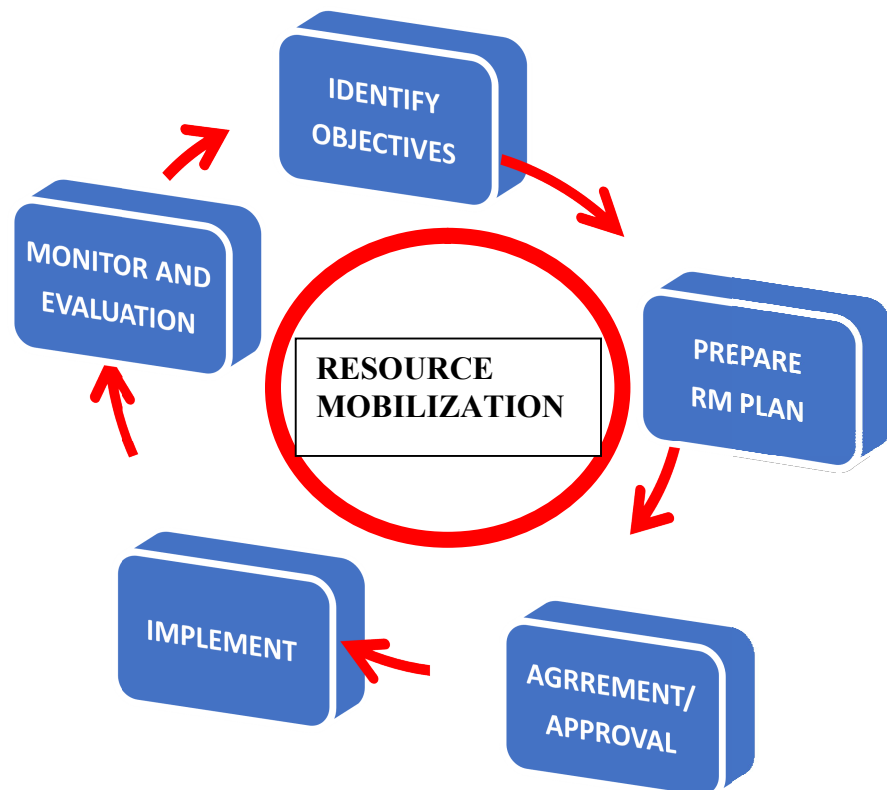 IDENTIFY
OBJECTIVES
PREPARE
RM PLAN
AGRREMENT/
APPROVAL
IMPLEMENT
MONITOR AND
EVALUATION
RESOURCE
MOBILIZATION